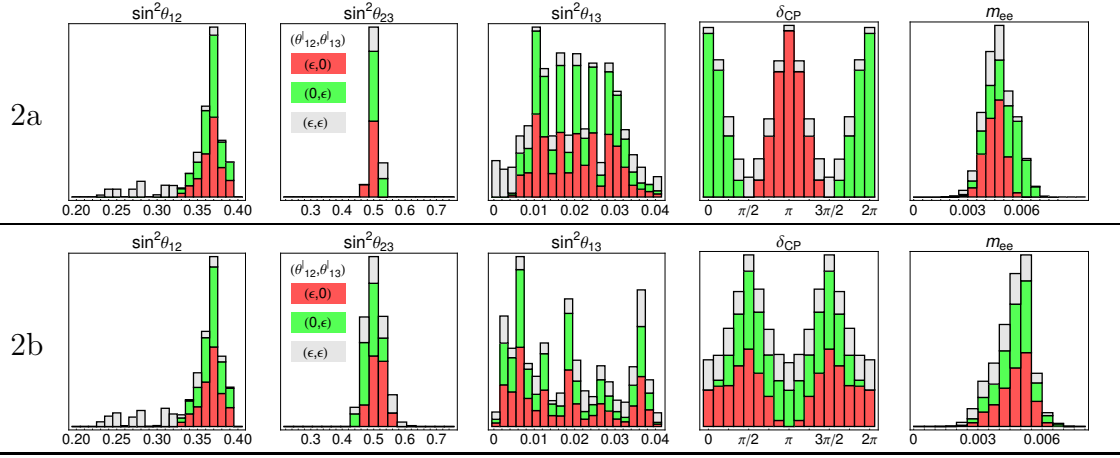 sin²θ₁₂ sin²θ₂₃ sin²θ₁₃ δ_CP m_ee
2a
(θˡ₁₂,θˡ₁₃)
(ϵ,0)
(0,ϵ)
(ϵ,ϵ)
0.20 0.25 0.30 0.35 0.40 0.3 0.4 0.5 0.6 0.7 0 0.01 0.02 0.03 0.04 0 π/2 π 3π/2 2π 0 0.003 0.006
sin²θ₁₂ sin²θ₂₃ sin²θ₁₃ δ_CP m_ee
2b
(θˡ₁₂,θˡ₁₃)
(ϵ,0)
(0,ϵ)
(ϵ,ϵ)
0.20 0.25 0.30 0.35 0.40 0.3 0.4 0.5 0.6 0.7 0 0.01 0.02 0.03 0.04 0 π/2 π 3π/2 2π 0 0.003 0.006